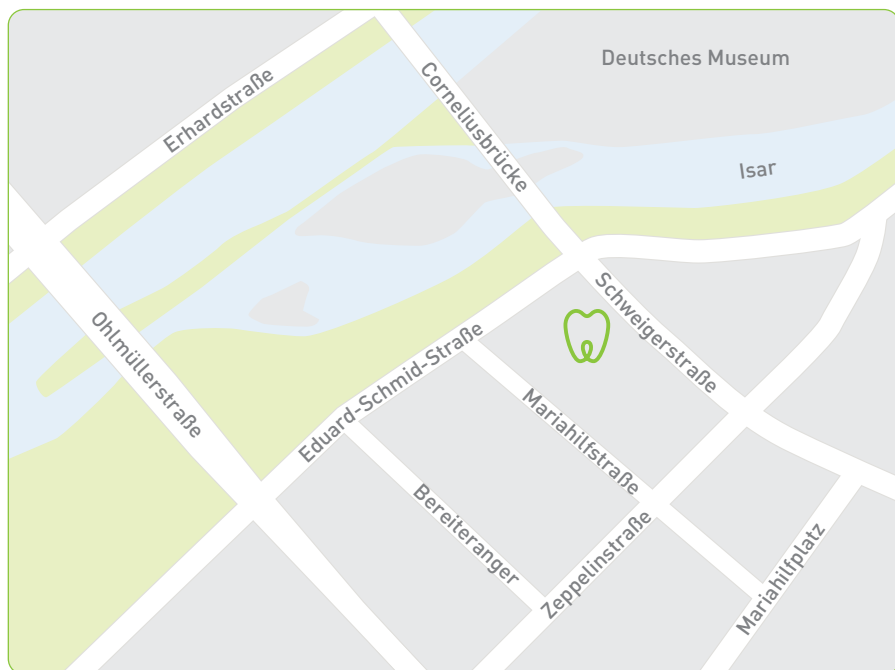 Deutsches Museum
Erhardstraße
Corneliusbrücke
Isar
Schweigerstraße
Ohlmüllerstraße
Eduard-Schmid-Straße
Mariahilfstraße
Bereiteranger
Zeppelinstraße
Mariahilfplatz